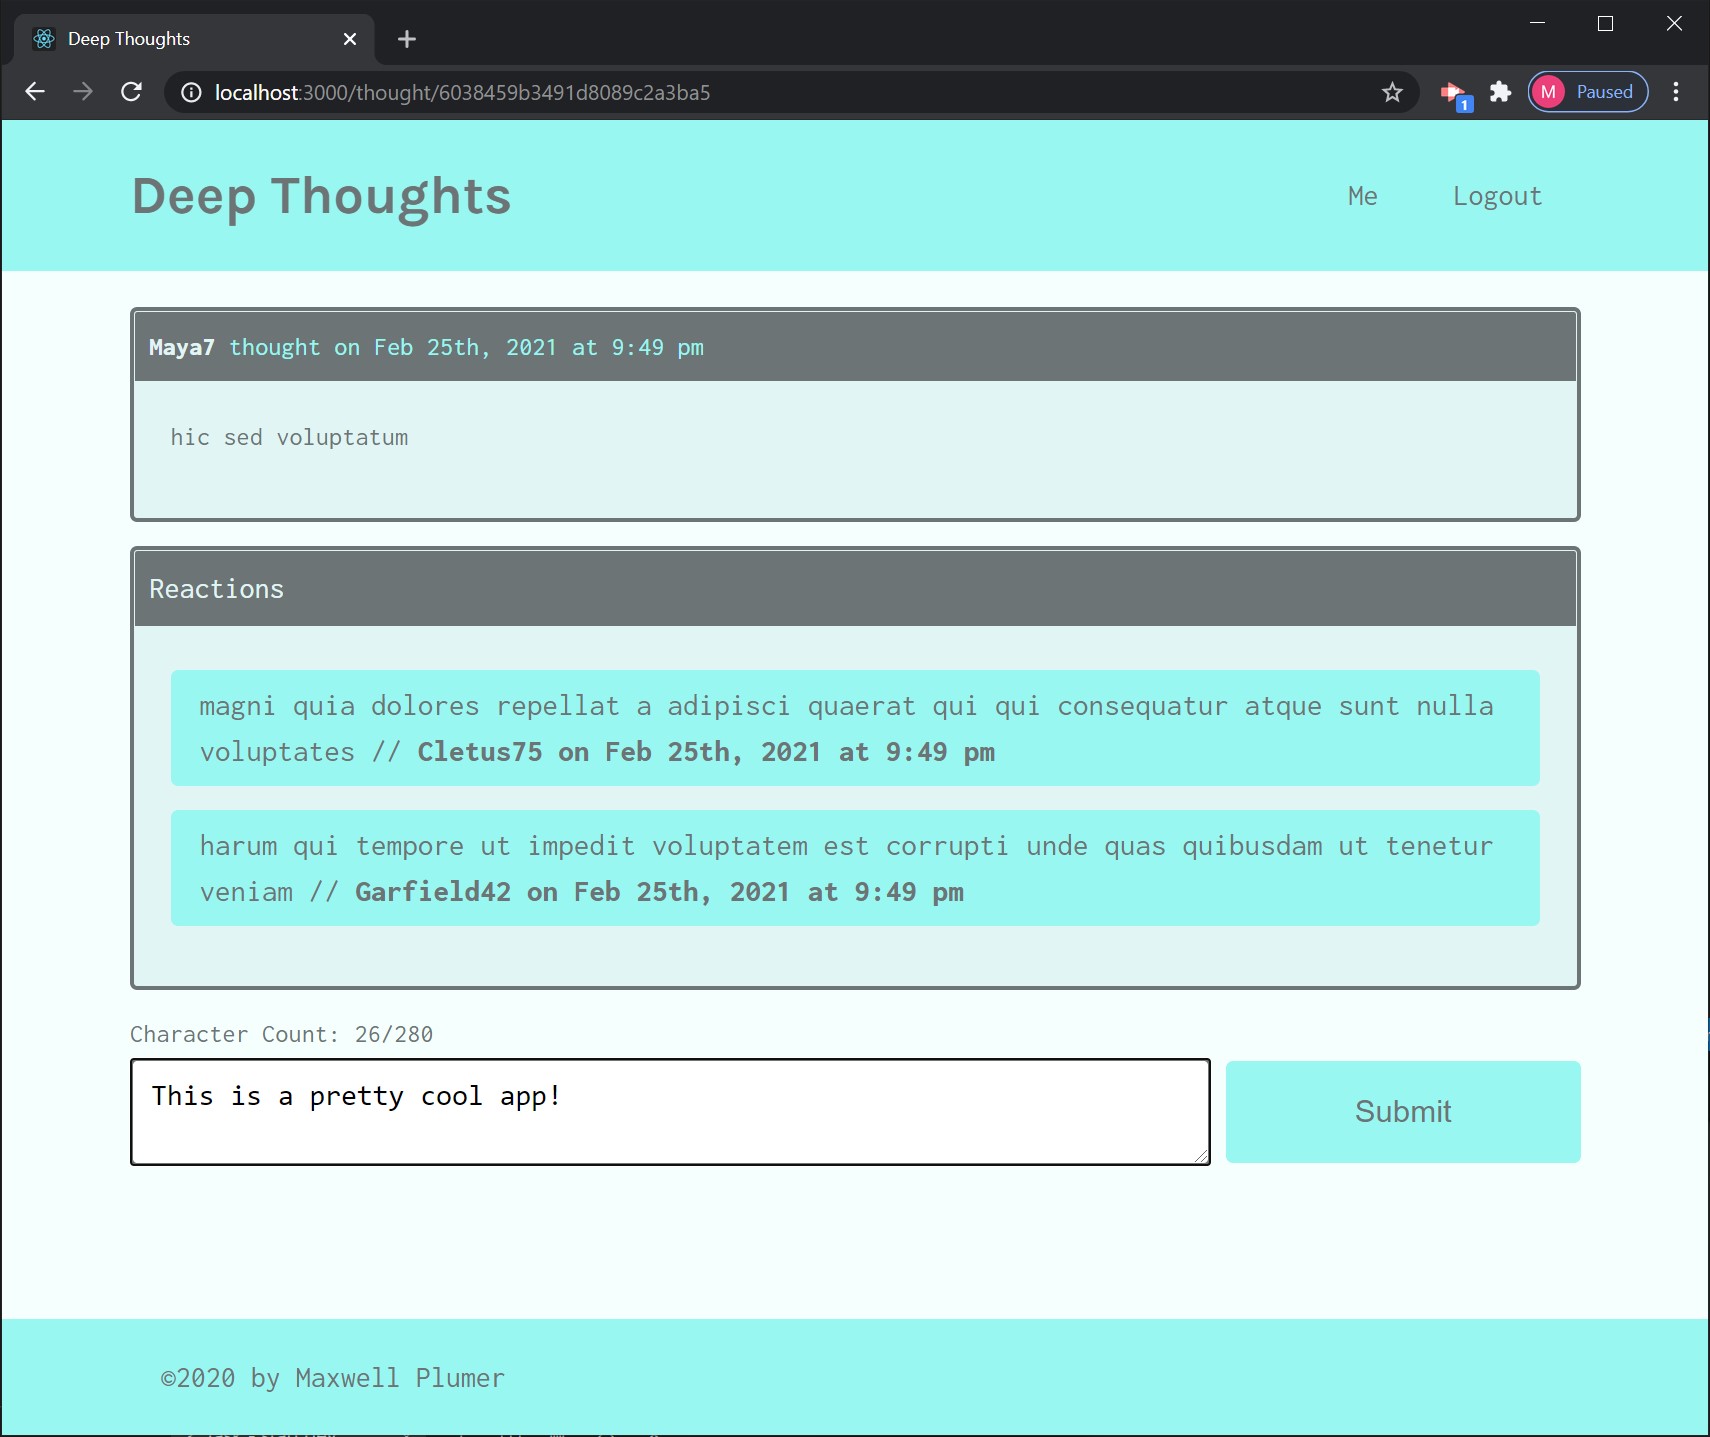 Deep Thoughts
localhost:3000/thought/6038459b3491d8089c2a3ba5
1
M
Paused
Deep Thoughts
Me
Logout
Maya7 thought on Feb 25th, 2021 at 9:49 pm
hic sed voluptatum
Reactions
magni quia dolores repellat a adipisci quaerat qui qui consequatur atque sunt nulla
voluptates // Cletus75 on Feb 25th, 2021 at 9:49 pm
harum qui tempore ut impedit voluptatem est corrupti unde quas quibusdam ut tenetur
veniam // Garfield42 on Feb 25th, 2021 at 9:49 pm
Character Count: 26/280
This is a pretty cool app!
Submit
©2020 by Maxwell Plumer